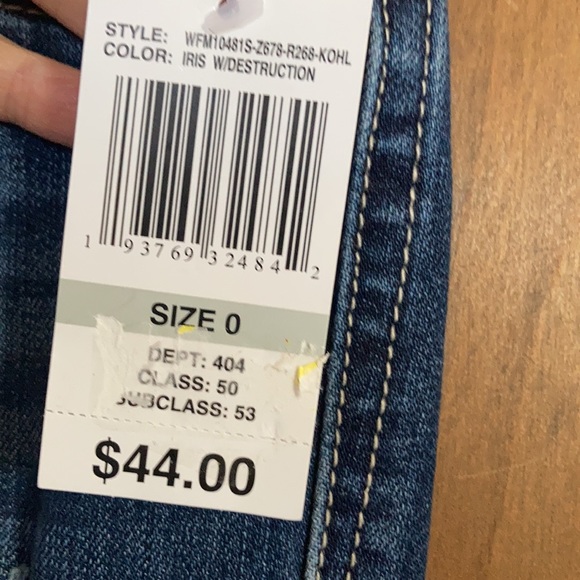 STYLE: WFM10481S-Z678-R268-KOHL
COLOR: IRIS W/DESTRUCTION
1 93769 32484 2
SIZE 0
DEPT: 404
CLASS: 50
SUBCLASS: 53
$44.00